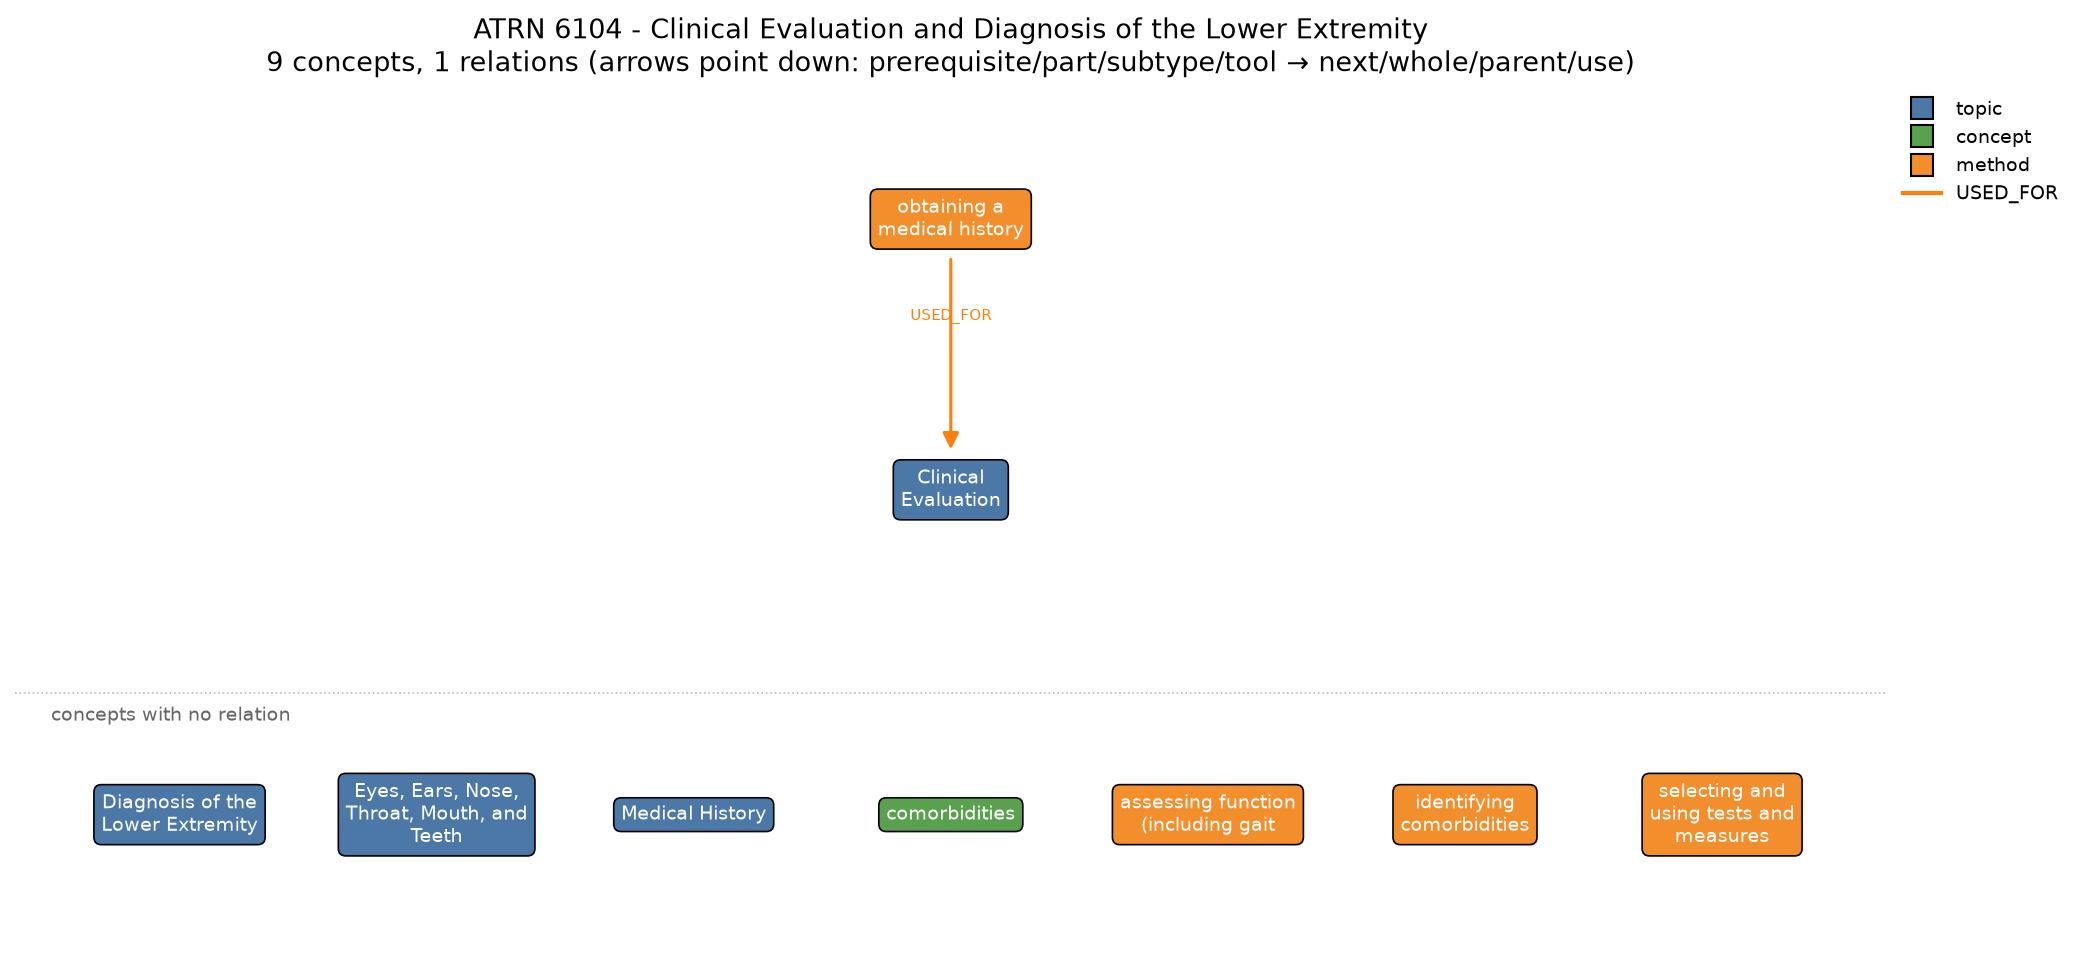 ATRN 6104 - Clinical Evaluation and Diagnosis of the Lower Extremity
9 concepts, 1 relations (arrows point down: prerequisite/part/subtype/tool → next/whole/parent/use)
topic
concept
method
USED_FOR
obtaining a
medical history
USED_FOR
Clinical
Evaluation
concepts with no relation
Diagnosis of the
Lower Extremity
Eyes, Ears, Nose,
Throat, Mouth, and
Teeth
Medical History
comorbidities
assessing function
(including gait
identifying
comorbidities
selecting and
using tests and
measures